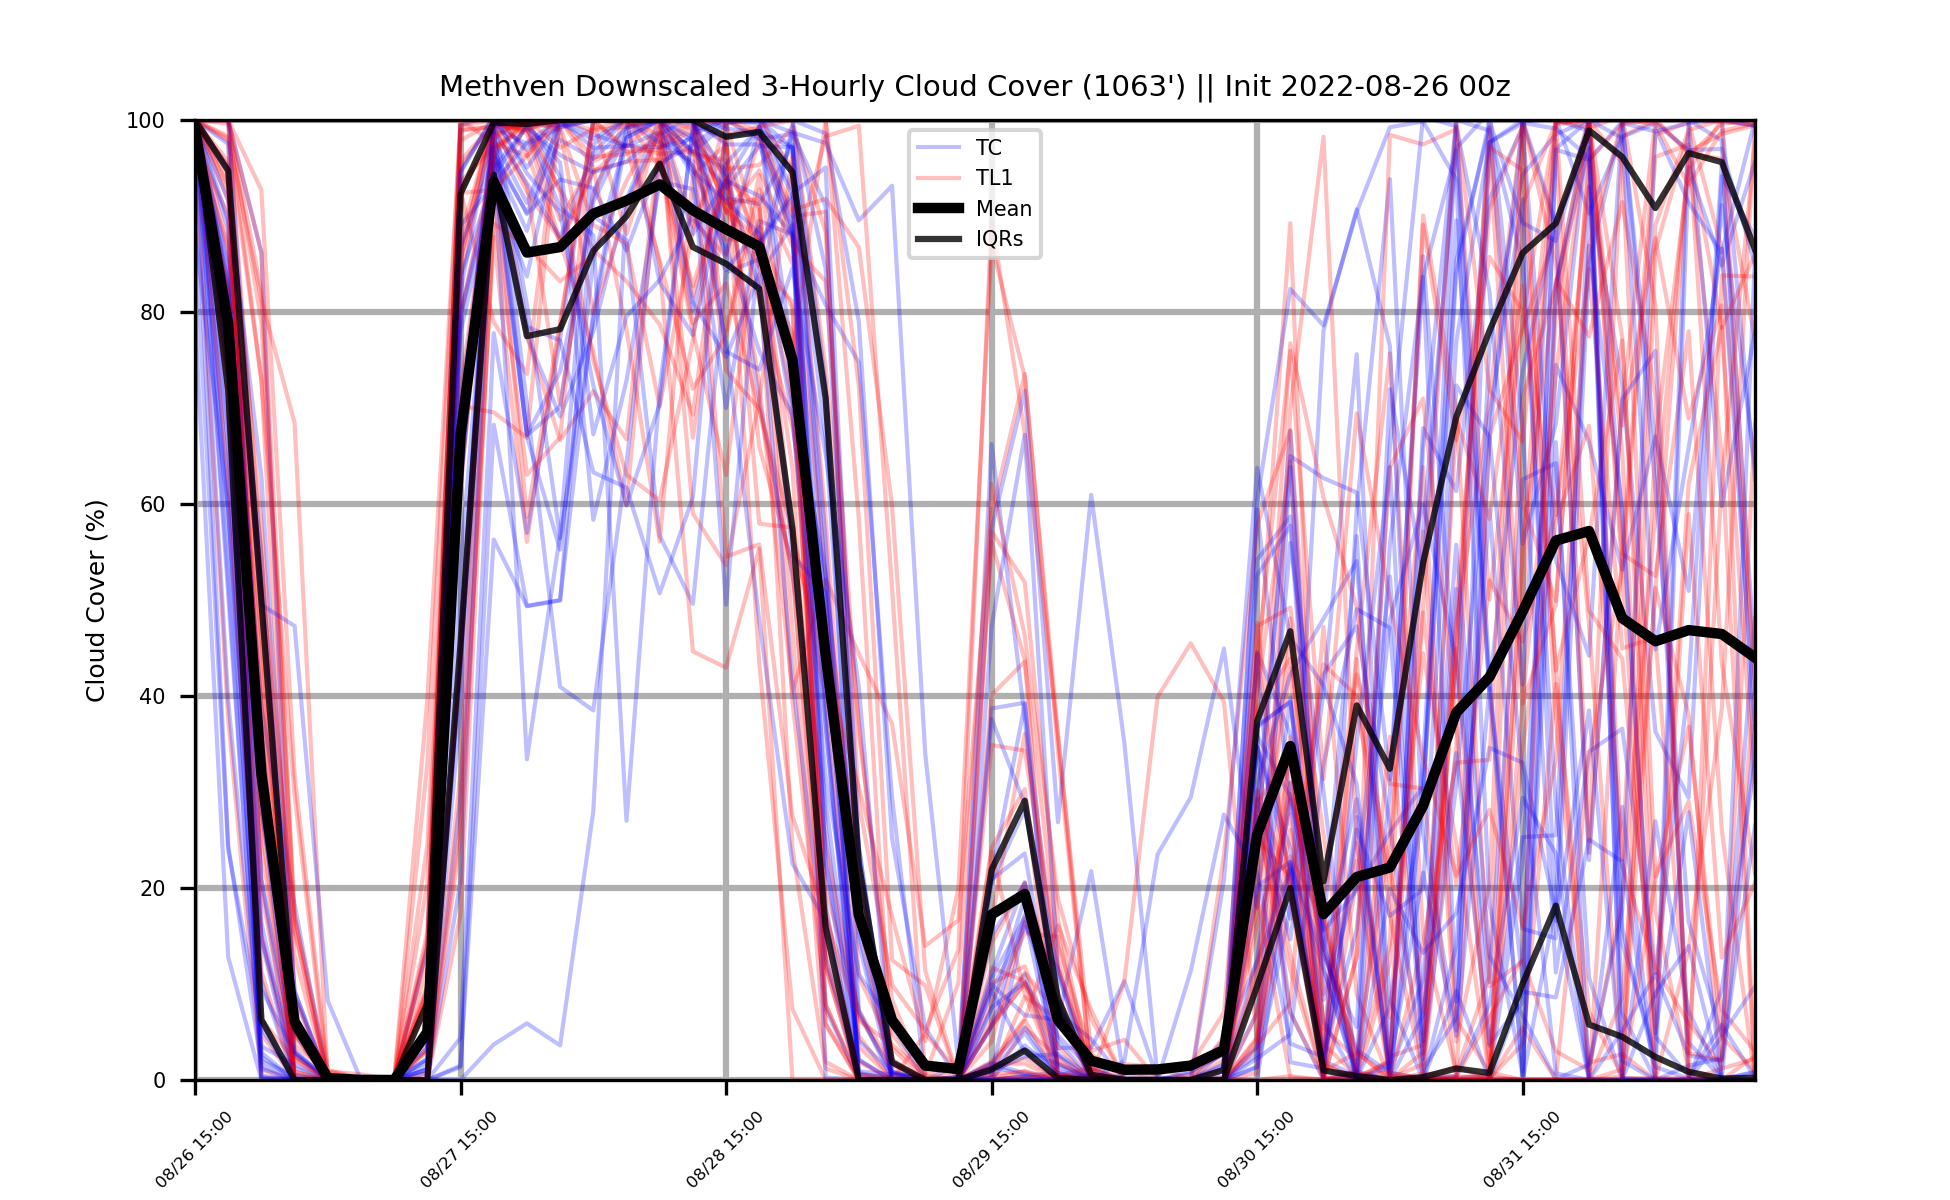 Methven Downscaled 3-Hourly Cloud Cover (1063') || Init 2022-08-26 00z
TC
TL1
Mean
IQRs
Cloud Cover (%)
100
80
60
40
20
0
08/26 15:00
08/27 15:00
08/28 15:00
08/29 15:00
08/30 15:00
08/31 15:00